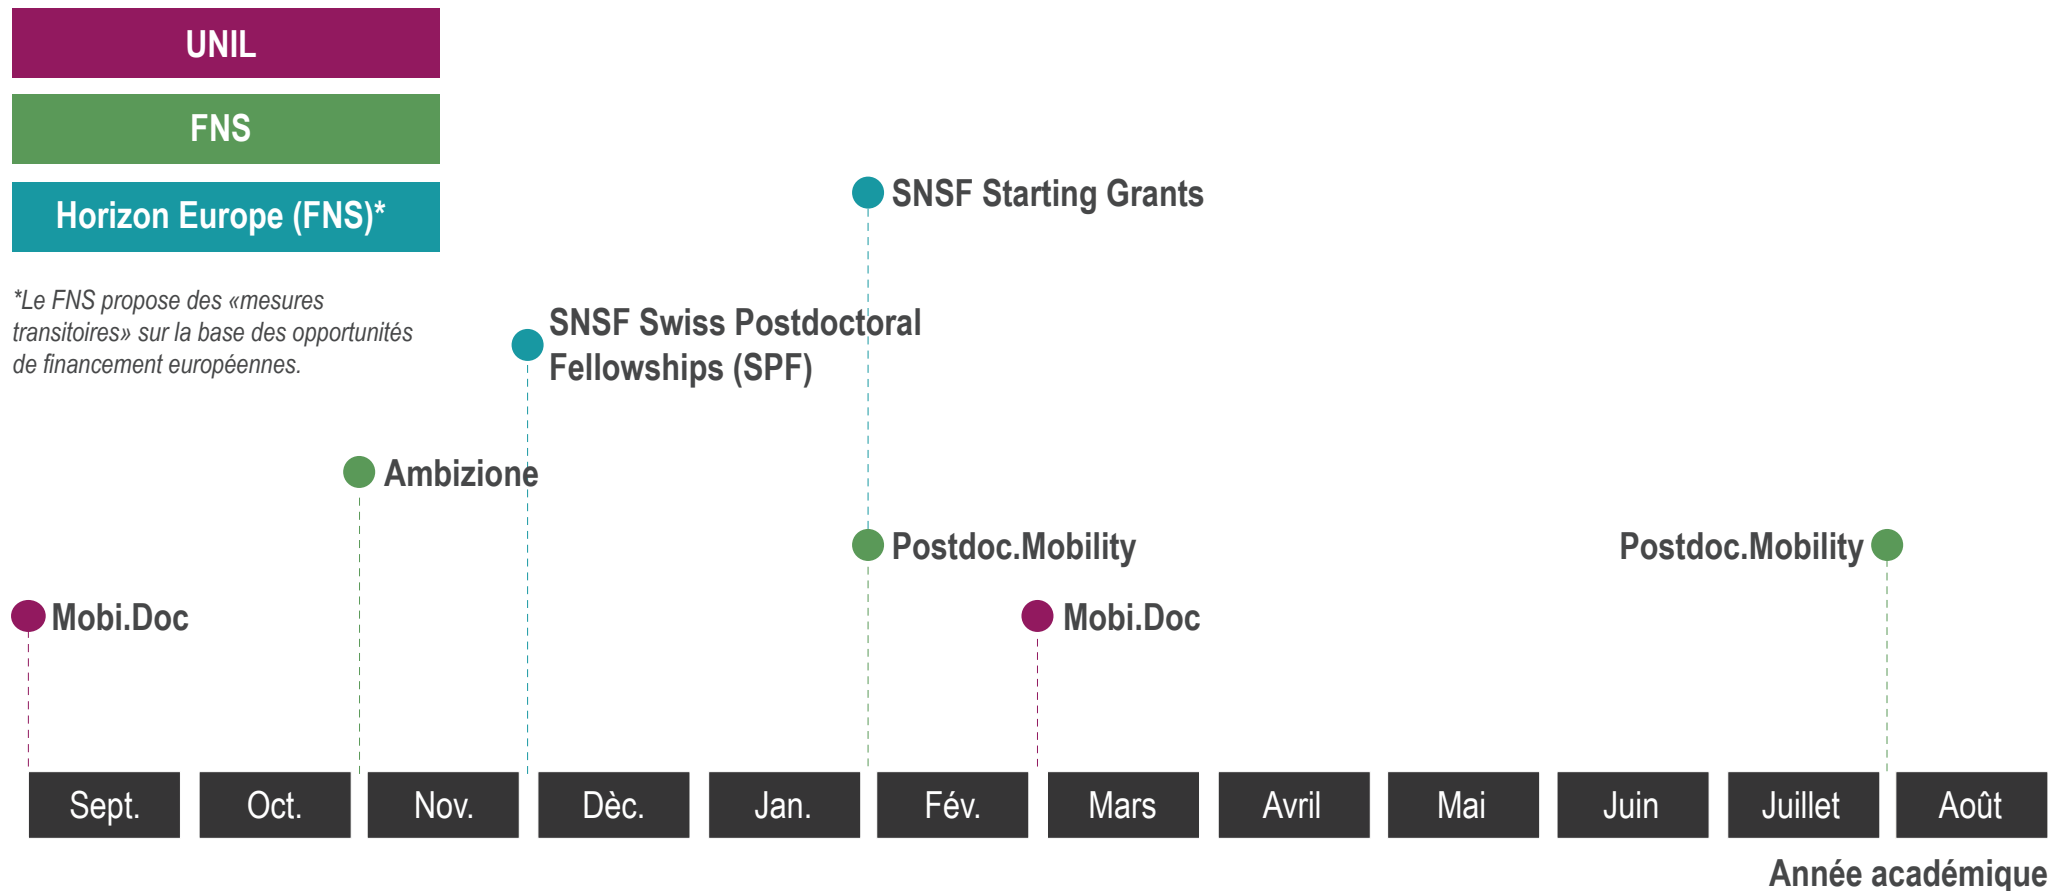 UNIL
FNS
Horizon Europe (FNS)*
*Le FNS propose des «mesures
transitoires» sur la base des opportunités
de financement européennes.
SNSF Starting Grants
SNSF Swiss Postdoctoral
Fellowships (SPF)
Ambizione
Postdoc.Mobility
Postdoc.Mobility
Mobi.Doc
Mobi.Doc
Sept.
Oct.
Nov.
Dèc.
Jan.
Fév.
Mars
Avril
Mai
Juin
Juillet
Août
Année académique